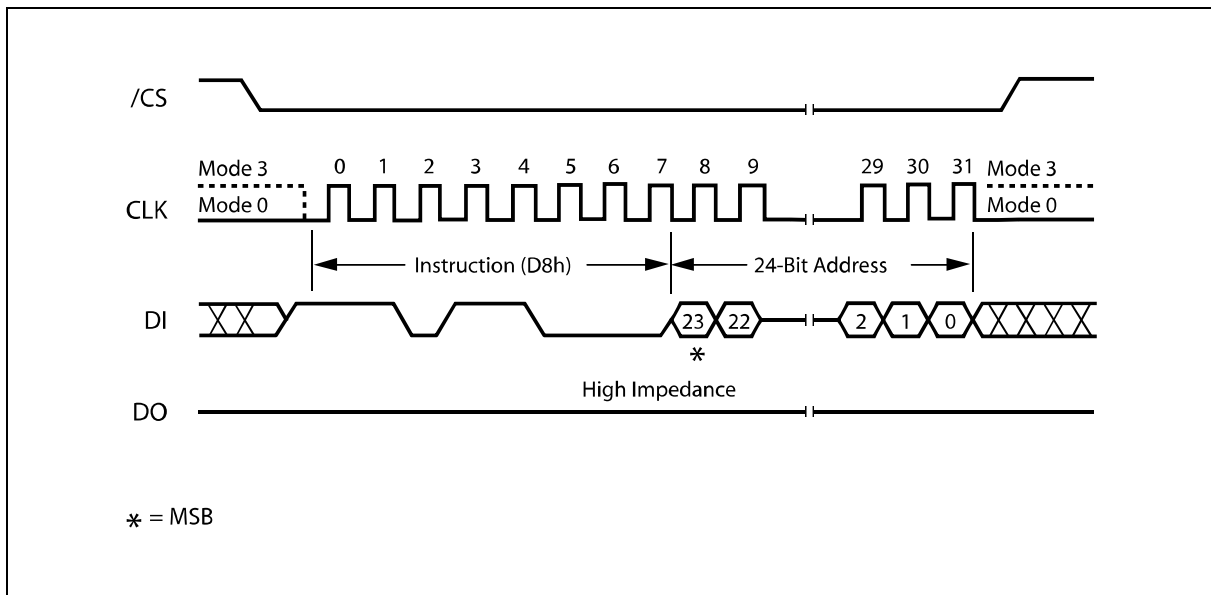 /CS
Mode 3
0 1 2 3 4 5 6 7 8 9 29 30 31
Mode 3
CLK
Mode 0
Mode 0
Instruction (D8h)
24-Bit Address
DI
23 22 2 1 0
*
High Impedance
DO
* = MSB